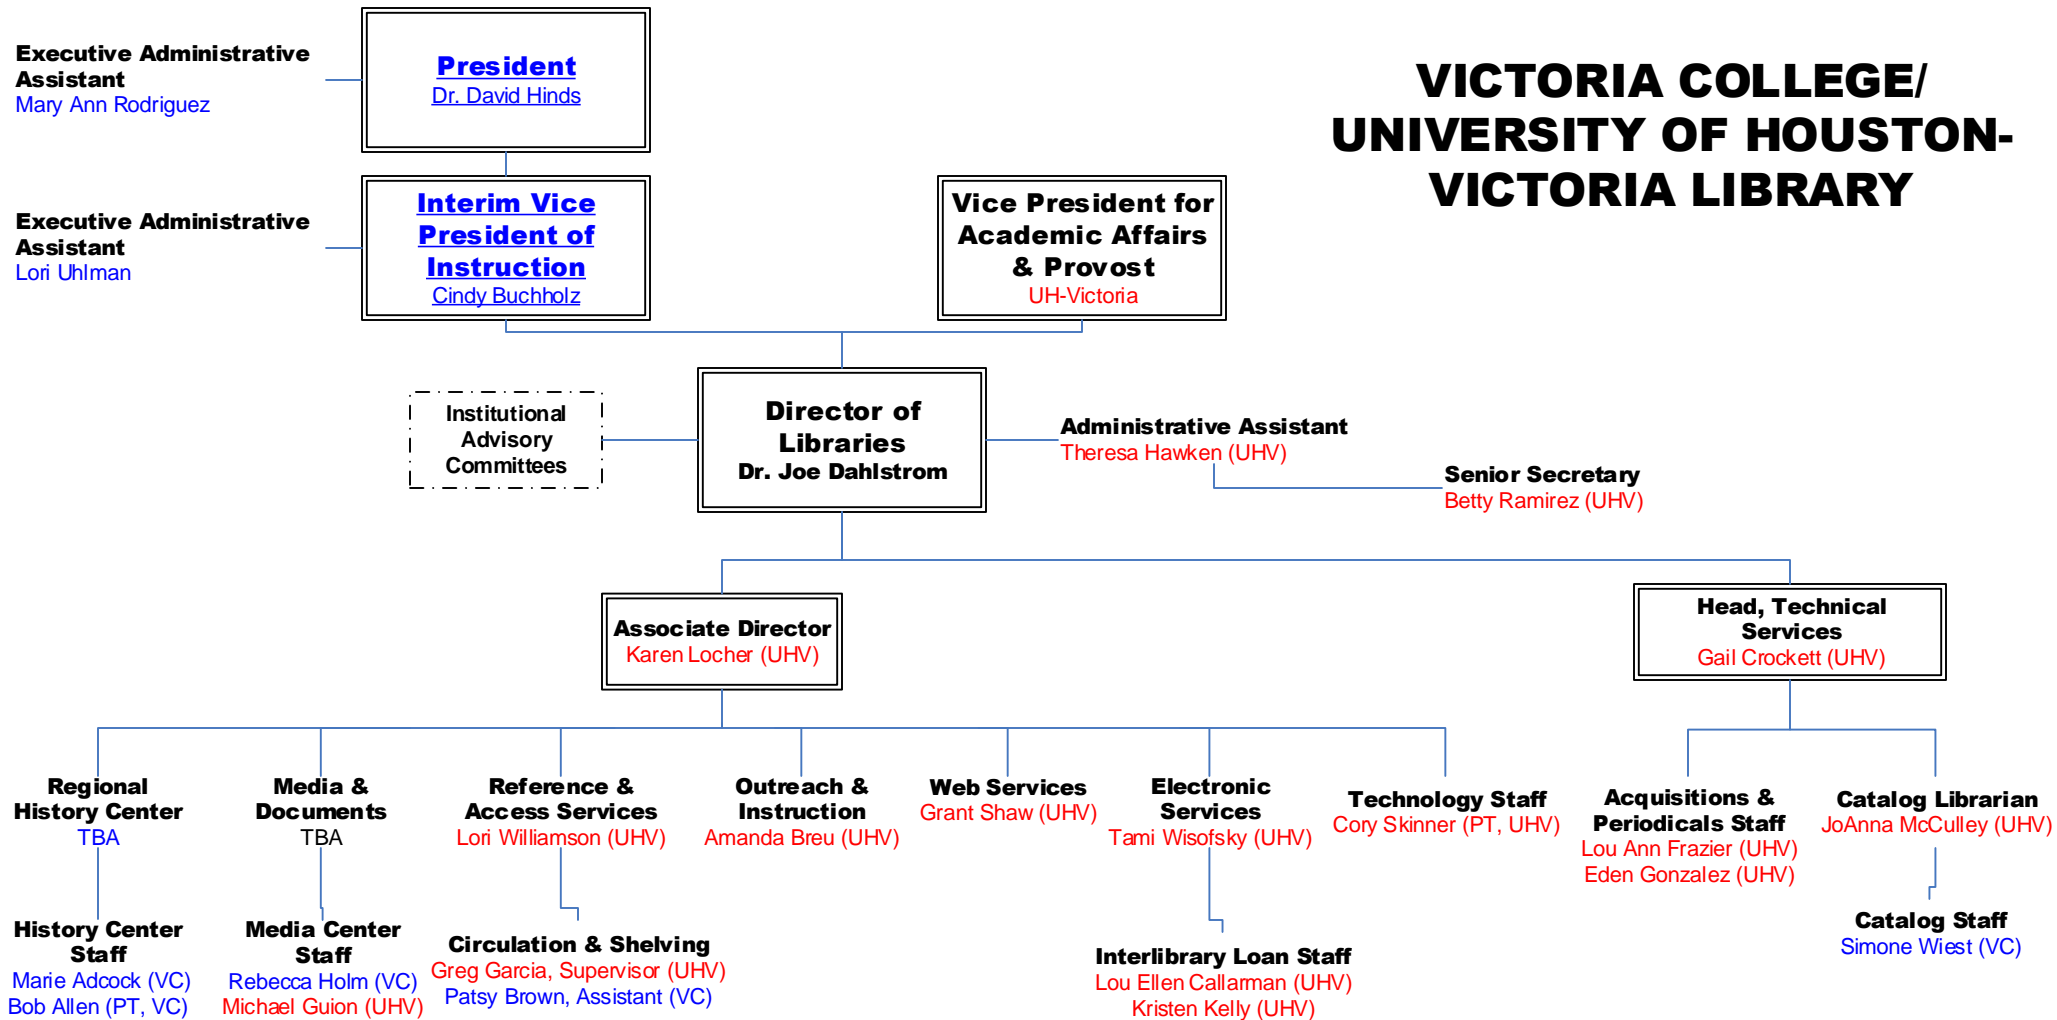 Executive Administrative
Assistant
Mary Ann Rodriguez
President
Dr. David Hinds
VICTORIA COLLEGE/
UNIVERSITY OF HOUSTON-
VICTORIA LIBRARY
Executive Administrative
Assistant
Lori Uhlman
Interim Vice
President of
Instruction
Cindy Buchholz
Vice President for
Academic Affairs
& Provost
UH-Victoria
Institutional
Advisory
Committees
Director of
Libraries
Dr. Joe Dahlstrom
Administrative Assistant
Theresa Hawken (UHV)
Senior Secretary
Betty Ramirez (UHV)
Associate Director
Karen Locher (UHV)
Head, Technical
Services
Gail Crockett (UHV)
Regional
History Center
TBA
Media &
Documents
TBA
Reference &
Access Services
Lori Williamson (UHV)
Outreach &
Instruction
Amanda Breu (UHV)
Web Services
Grant Shaw (UHV)
Electronic
Services
Tami Wisofsky (UHV)
Technology Staff
Cory Skinner (PT, UHV)
Acquisitions &
Periodicals Staff
Lou Ann Frazier (UHV)
Eden Gonzalez (UHV)
Catalog Librarian
JoAnna McCulley (UHV)
History Center
Staff
Marie Adcock (VC)
Bob Allen (PT, VC)
Media Center
Staff
Rebecca Holm (VC)
Michael Guion (UHV)
Circulation & Shelving
Greg Garcia, Supervisor (UHV)
Patsy Brown, Assistant (VC)
Interlibrary Loan Staff
Lou Ellen Callarman (UHV)
Kristen Kelly (UHV)
Catalog Staff
Simone Wiest (VC)